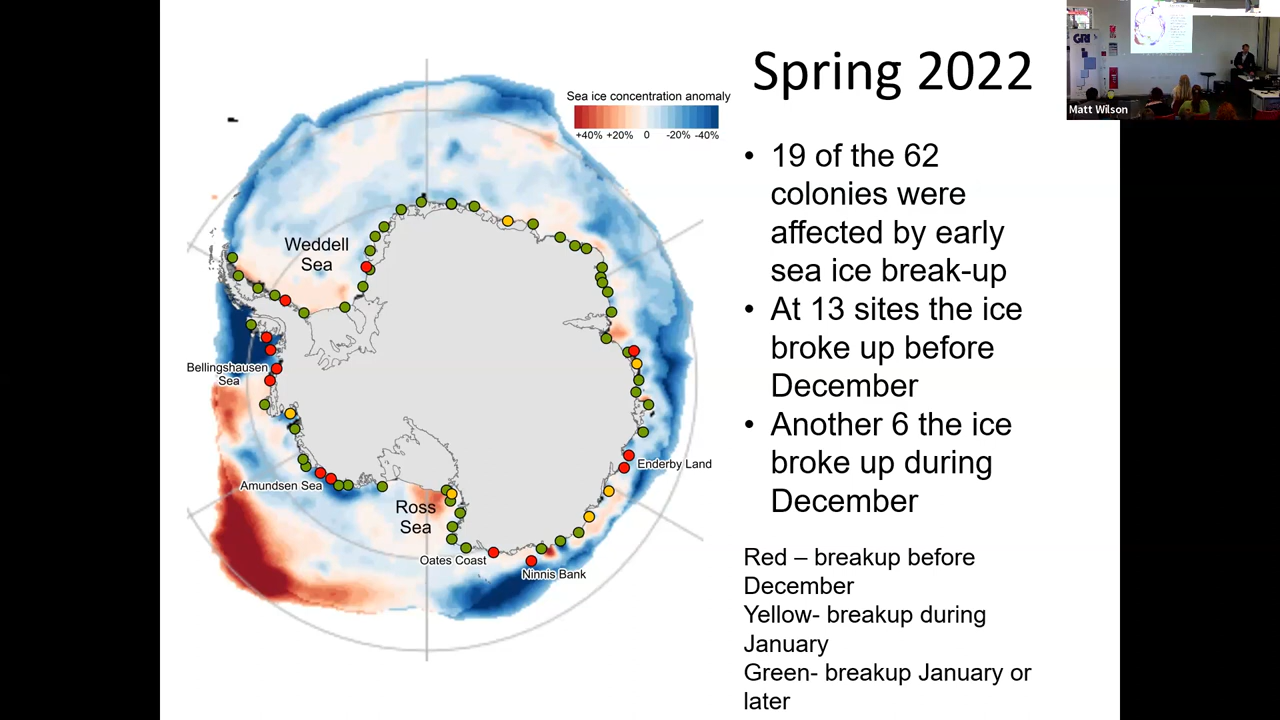 Spring 2022
Sea ice concentration anomaly
+40% +20% 0 -20% -40%
Weddell
Sea
Bellingshausen
Sea
Amundsen Sea
Ross
Sea
Oates Coast
Ninnis Bank
Enderby Land
• 19 of the 62
colonies were
affected by early
sea ice break-up
• At 13 sites the ice
broke up before
December
• Another 6 the ice
broke up during
December
Red – breakup before
December
Yellow- breakup during
January
Green- breakup January or
later
GRI
Matt Wilson